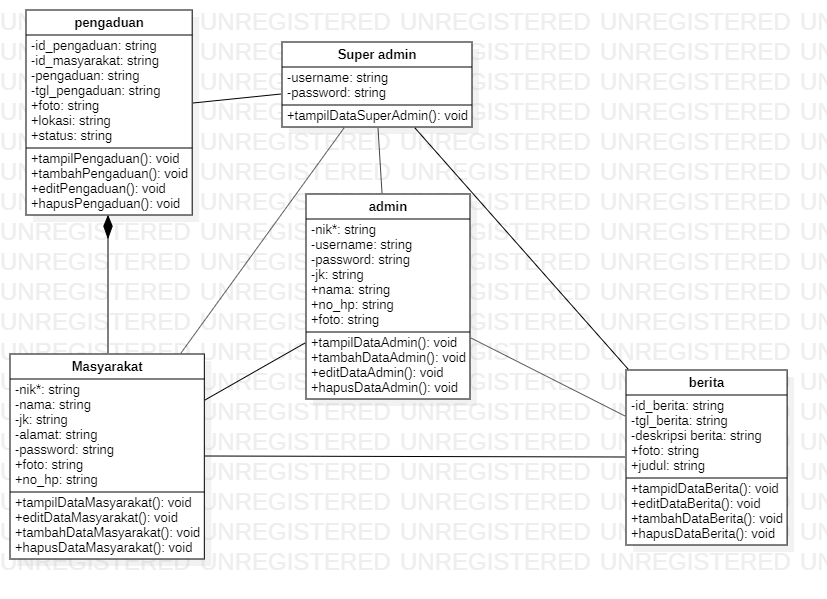 pengaduan
-id_pengaduan: string
-id_masyarakat: string
-pengaduan: string
-tgl_pengaduan: string
+foto: string
+lokasi: string
+status: string
+tampilPengaduan(): void
+tambahPengaduan(): void
+editPengaduan(): void
+hapusPengaduan(): void
Super admin
-username: string
-password: string
+tampilDataSuperAdmin(): void
admin
-nik*: string
-username: string
-password: string
-jk: string
+nama: string
+no_hp: string
+foto: string
+tampilDataAdmin(): void
+tambahDataAdmin(): void
+editDataAdmin(): void
+hapusDataAdmin(): void
Masyarakat
-nik*: string
-nama: string
-jk: string
-alamat: string
-password: string
+foto: string
+no_hp: string
+tampilDataMasyarakat(): void
+editDataMasyarakat(): void
+tambahDataMasyarakat(): void
+hapusDataMasyarakat(): void
berita
-id_berita: string
-tgl_berita: string
-deskripsi berita: string
+foto: string
+judul: string
+tampidDataBerita(): void
+editDataBerita(): void
+tambahDataBerita(): void
+hapusDataBerita(): void
UNREGISTERED